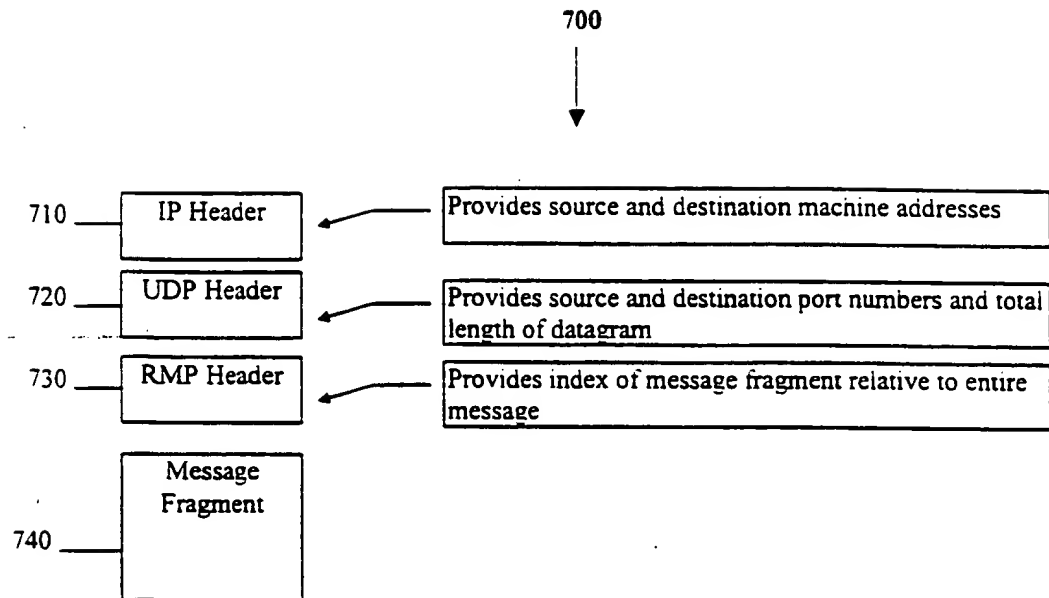 700
710
IP Header
Provides source and destination machine addresses
720
UDP Header
Provides source and destination port numbers and total
length of datagram
730
RMP Header
Provides index of message fragment relative to entire
message
Message
Fragment
740